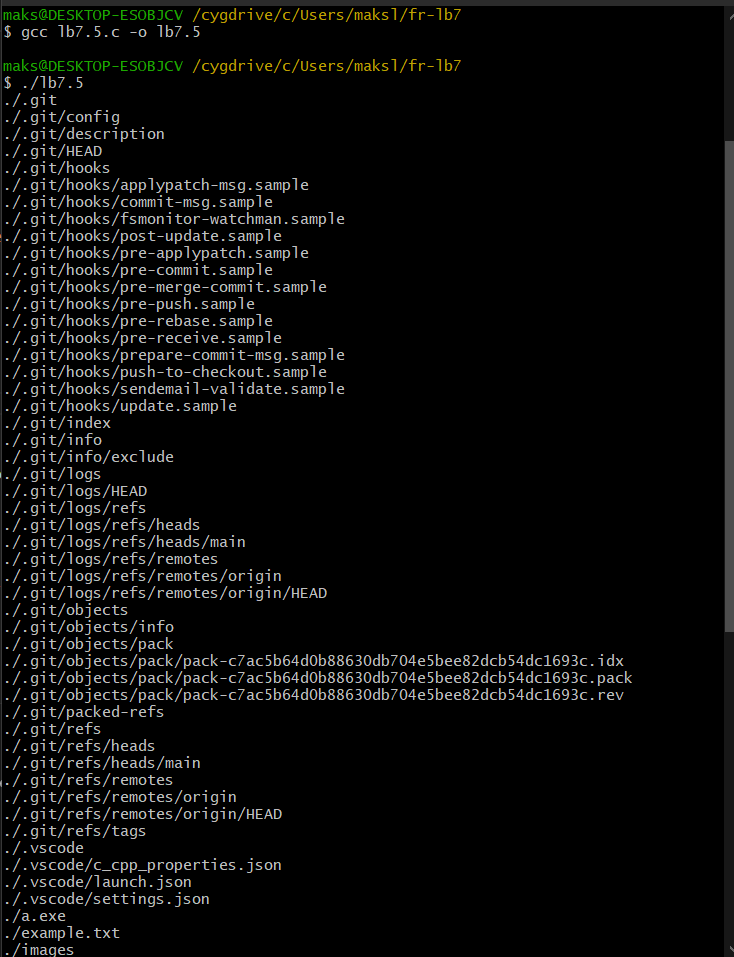 maks@DESKTOP-ESOBJCV /cygdrive/c/Users/maksl/fr-lb7
$ gcc lb7.5.c -o lb7.5
maks@DESKTOP-ESOBJCV /cygdrive/c/Users/maksl/fr-lb7
$ ./lb7.5
./.git
./.git/config
./.git/description
./.git/HEAD
./.git/hooks
./.git/hooks/applypatch-msg.sample
./.git/hooks/commit-msg.sample
./.git/hooks/fsmonitor-watchman.sample
./.git/hooks/post-update.sample
./.git/hooks/pre-applypatch.sample
./.git/hooks/pre-commit.sample
./.git/hooks/pre-merge-commit.sample
./.git/hooks/pre-push.sample
./.git/hooks/pre-rebase.sample
./.git/hooks/pre-receive.sample
./.git/hooks/prepare-commit-msg.sample
./.git/hooks/push-to-checkout.sample
./.git/hooks/sendemail-validate.sample
./.git/hooks/update.sample
./.git/index
./.git/info
./.git/info/exclude
./.git/logs
./.git/logs/HEAD
./.git/logs/refs
./.git/logs/refs/heads
./.git/logs/refs/heads/main
./.git/logs/refs/remotes
./.git/logs/refs/remotes/origin
./.git/logs/refs/remotes/origin/HEAD
./.git/objects
./.git/objects/info
./.git/objects/pack
./.git/objects/pack/pack-c7ac5b64d0b88630db704e5bee82dcb54dc1693c.idx
./.git/objects/pack/pack-c7ac5b64d0b88630db704e5bee82dcb54dc1693c.pack
./.git/objects/pack/pack-c7ac5b64d0b88630db704e5bee82dcb54dc1693c.rev
./.git/packed-refs
./.git/refs
./.git/refs/heads
./.git/refs/heads/main
./.git/refs/remotes
./.git/refs/remotes/origin
./.git/refs/remotes/origin/HEAD
./.git/refs/tags
./.vscode
./.vscode/c_cpp_properties.json
./.vscode/launch.json
./.vscode/settings.json
./a.exe
./example.txt
./images